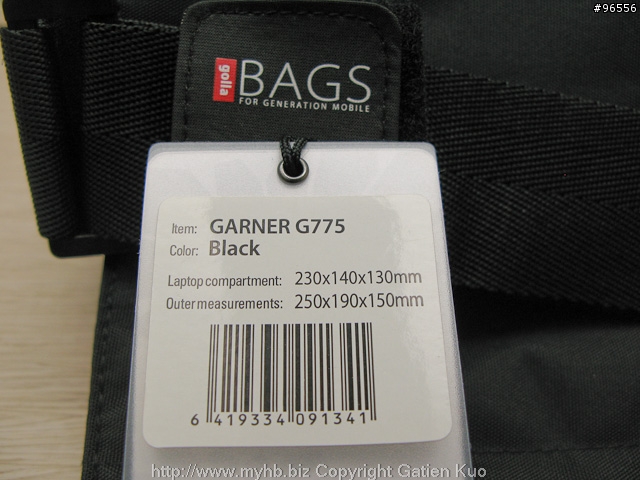 #96556
golla BAGS
FOR GENERATION MOBILE
Item: GARNER G775
Color: Black
Laptop compartment: 230x140x130mm
Outer measurements: 250x190x150mm
6 419334 091341
http://www.myhb.biz Copyright Gatien Kuo